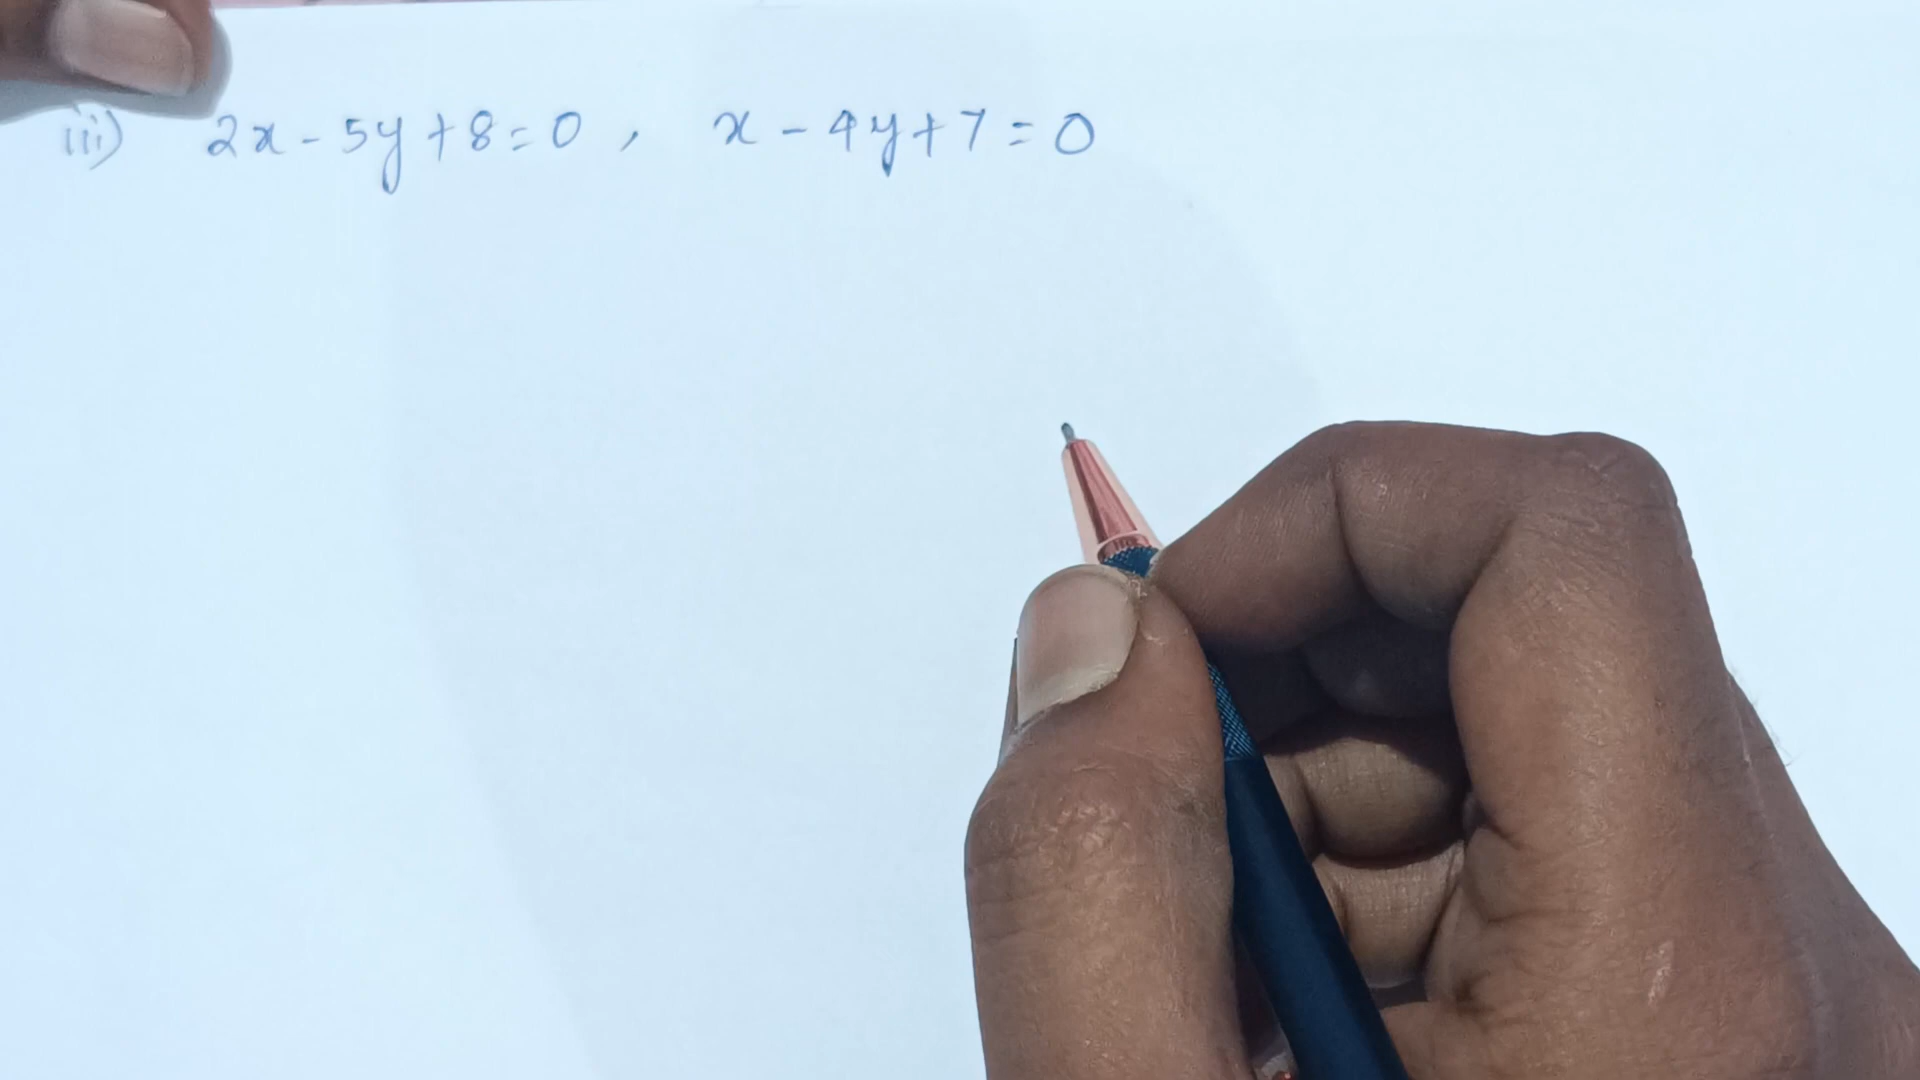 iii) 2x - 5y + 8 = 0 , x - 4y + 7 = 0